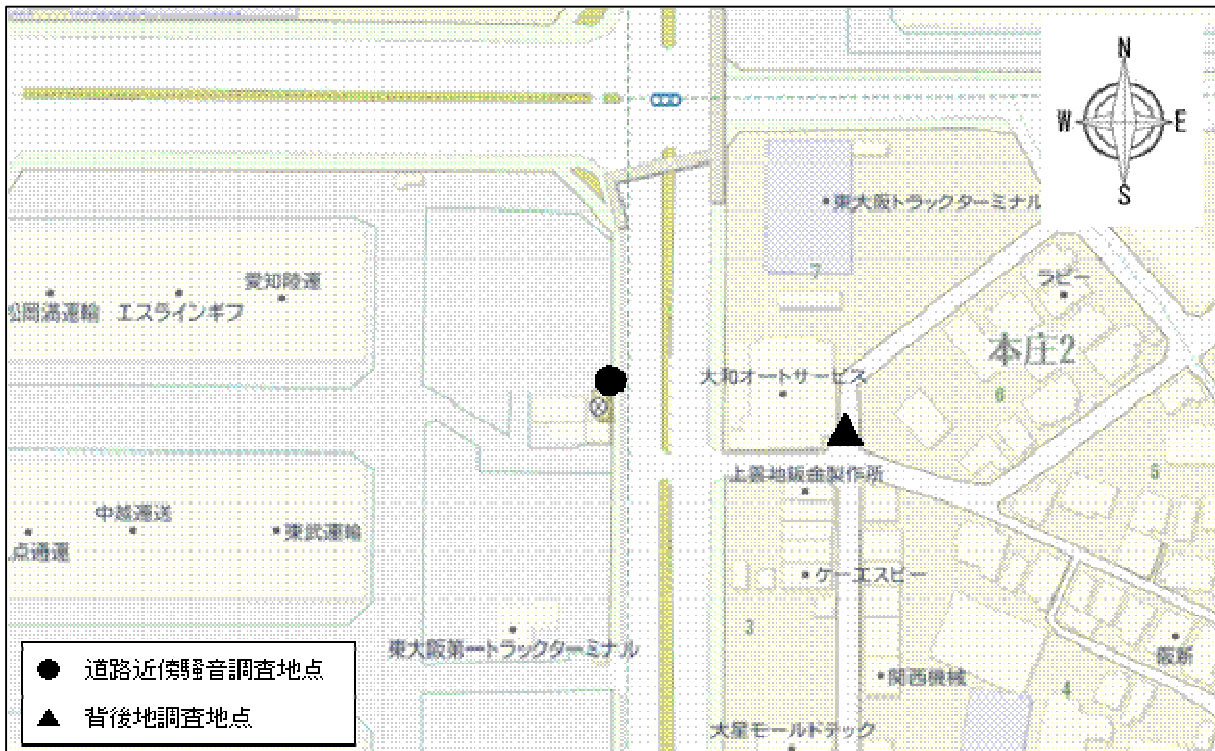 N
W E
S
東大阪トラックターミナル
7
愛知陸運
ラビー
松岡満運輸 エスラインギフ
本庄2
大和オートサービス
6
上景地鈑金製作所
5
中越運送
東武運輸
点通運
ケーエスピー
3
東大阪第一トラックターミナル
阪新
関西機械
4
大星モールドテック
● 道路近傍騒音調査地点
▲ 背後地調査地点